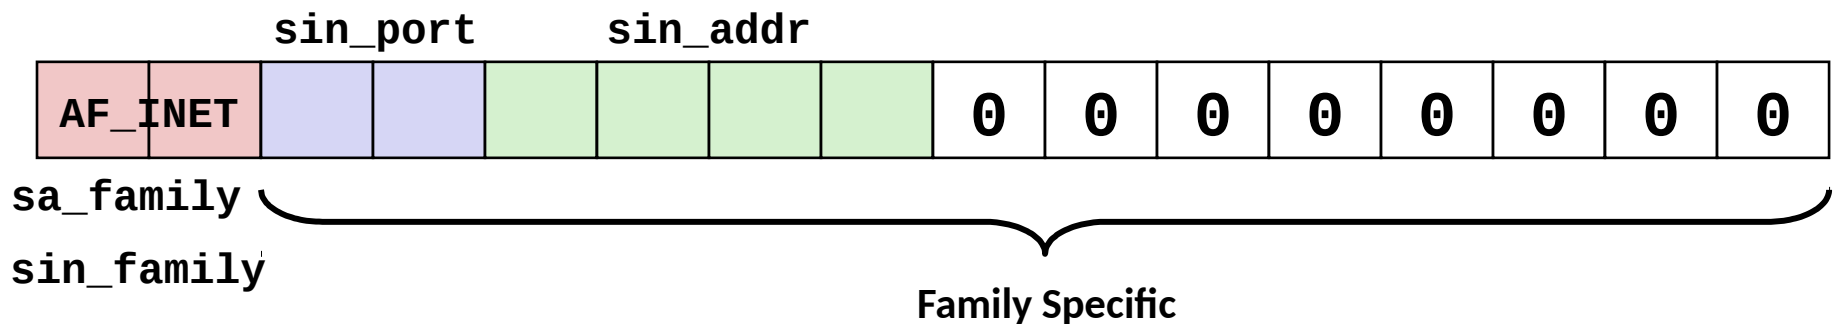 sin_port sin_addr
AF_INET 0 0 0 0 0 0 0 0
sa_family
sin_family
Family Specific